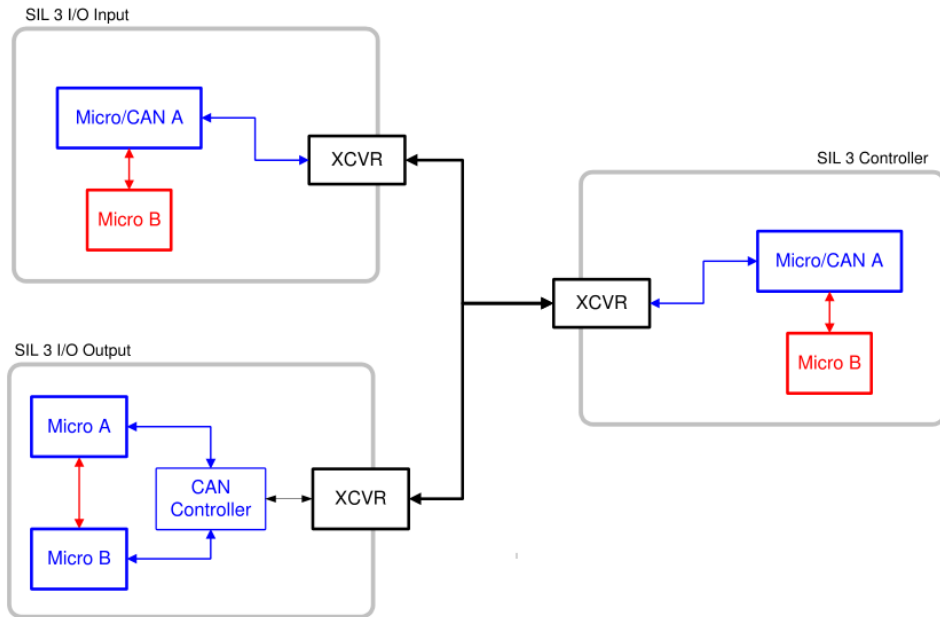 SIL 3 I/O Input
Micro/CAN A
XCVR
Micro B
SIL 3 Controller
Micro/CAN A
XCVR
Micro B
SIL 3 I/O Output
Micro A
CAN
Controller
XCVR
Micro B